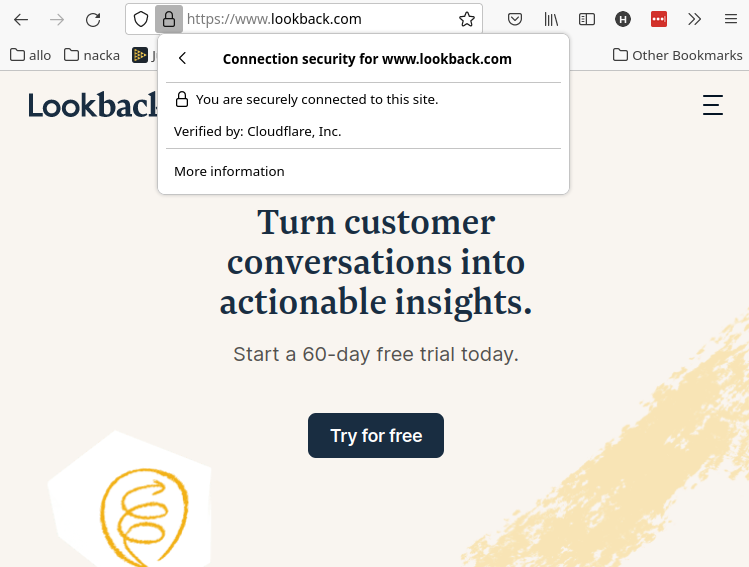 https://www.lookback.com
allo
nacka
Other Bookmarks
Connection security for www.lookback.com
You are securely connected to this site.
Verified by: Cloudflare, Inc.
More information
Lookback
Turn customer
conversations into
actionable insights.
Start a 60-day free trial today.
Try for free
H